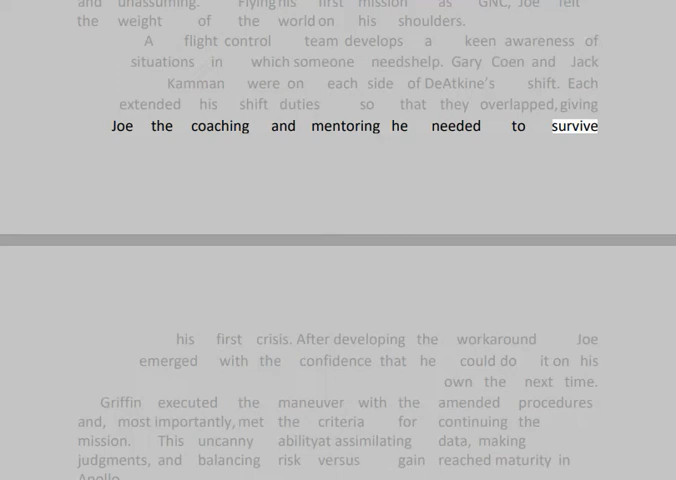 and unassuming. Flying his first mission as GNC, Joe felt
the weight of the world on his shoulders.
A flight control team develops a keen awareness of
situations in which someone needshelp. Gary Coen and Jack
Kamman were on each side of DeAtkine's shift. Each
extended his shift duties so that they overlapped, giving
Joe the coaching and mentoring he needed to survive
his first crisis. After developing the workaround Joe
emerged with the confidence that he could do it on his
own the next time.
Griffin executed the maneuver with the amended procedures
and, most importantly, met the criteria for continuing the
mission. This uncanny abilityat assimilating data, making
judgments, and balancing risk versus gain reached maturity in
Apollo.